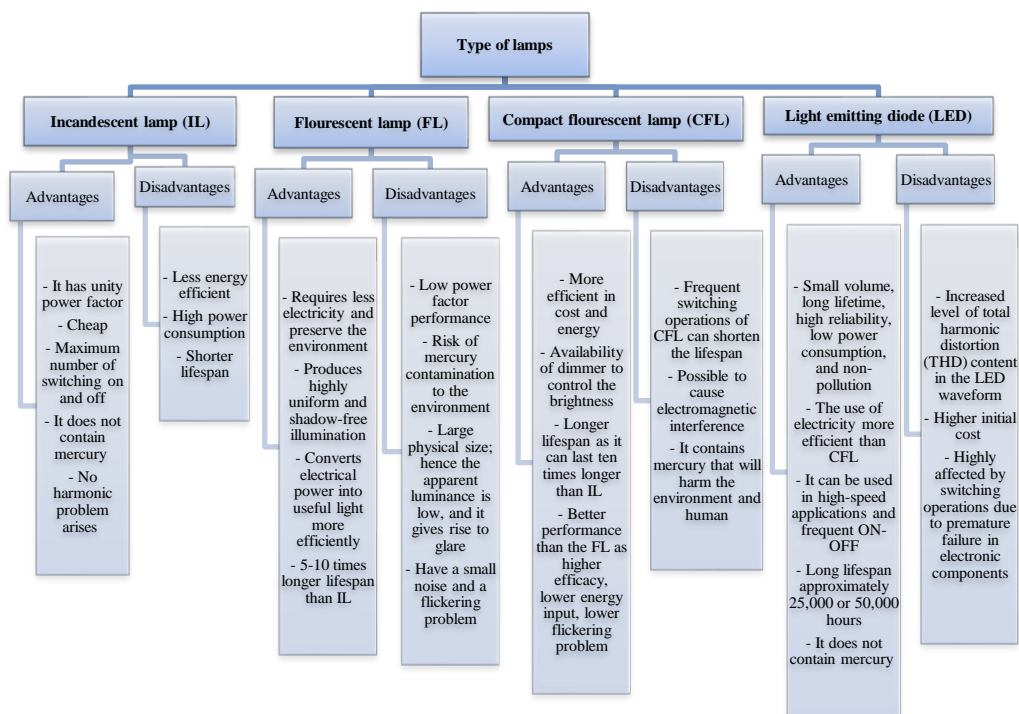 Type of lamps
Incandescent lamp (IL)
Advantages
- It has unity
power factor
- Cheap
- Maximum
number of
switching on
and off
- It does not
contain
mercury
- No
harmonic
problem
arises
Disadvantages
- Less energy
efficient
- High power
consumption
- Shorter
lifespan
Flourescent lamp (FL)
Advantages
- Requires less
electricity and
preserve the
environment
- Produces
highly
uniform and
shadow-free
illumination
- Converts
electrical
power into
useful light
more
efficiently
- 5-10 times
longer lifespan
than IL
Disadvantages
- Low power
factor
performance
- Risk of
mercury
contamination
to the
environment
- Large
physical size;
hence the
apparent
luminance is
low, and it
gives rise to
glare
- Have a small
noise and a
flickering
problem
Compact flourescent lamp (CFL)
Advantages
- More
efficient in
cost and
energy
- Availability
of dimmer to
control the
brightness
- Longer
lifespan as it
can last ten
times longer
than IL
- Better
performance
than the FL as
higher
efficacy,
lower energy
input, lower
flickering
problem
Disadvantages
- Frequent
switching
operations of
CFL can shorten
the lifespan
- Possible to
cause
electromagnetic
interference
- It contains
mercury that will
harm the
environment and
human
Light emitting diode (LED)
Advantages
- Small volume,
long lifetime,
high reliability,
low power
consumption,
and non-
pollution
- The use of
electricity more
efficient than
CFL
- It can be used
in high-speed
applications and
frequent ON-
OFF
- Long lifespan
approximately
25,000 or 50,000
hours
- It does not
contain mercury
Disadvantages
- Increased
level of total
harmonic
distortion
(THD) content
in the LED
waveform
- Higher initial
cost
- Highly
affected by
switching
operations due
to premature
failure in
electronic
components